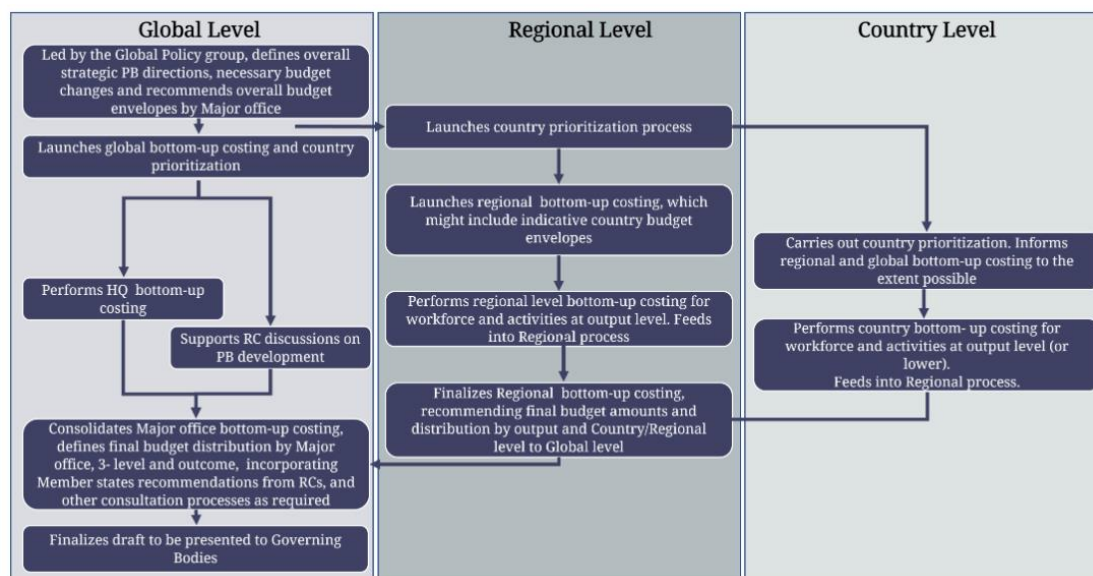 Global Level
Led by the Global Policy group, defines overall
strategic PB directions, necessary budget
changes and recommends overall budget
envelopes by Major office
Launches global bottom-up costing and country
prioritization
Performs HQ bottom-up
costing
Supports RC discussions on
PB development
Consolidates Major office bottom-up costing,
defines final budget distribution by Major
office, 3- level and outcome, incorporating
Member states recommendations from RCs, and
other consultation processes as required
Finalizes draft to be presented to Governing
Bodies
Regional Level
Launches country prioritization process
Launches regional bottom-up costing, which
might include indicative country budget
envelopes
Performs regional level bottom-up costing for
workforce and activities at output level. Feeds
into Regional process
Finalizes Regional bottom-up costing,
recommending final budget amounts and
distribution by output and Country/Regional
level to Global level
Country Level
Carries out country prioritization. Informs
regional and global bottom-up costing to the
extent possible
Performs country bottom- up costing for
workforce and activities at output level (or
lower).
Feeds into Regional process.